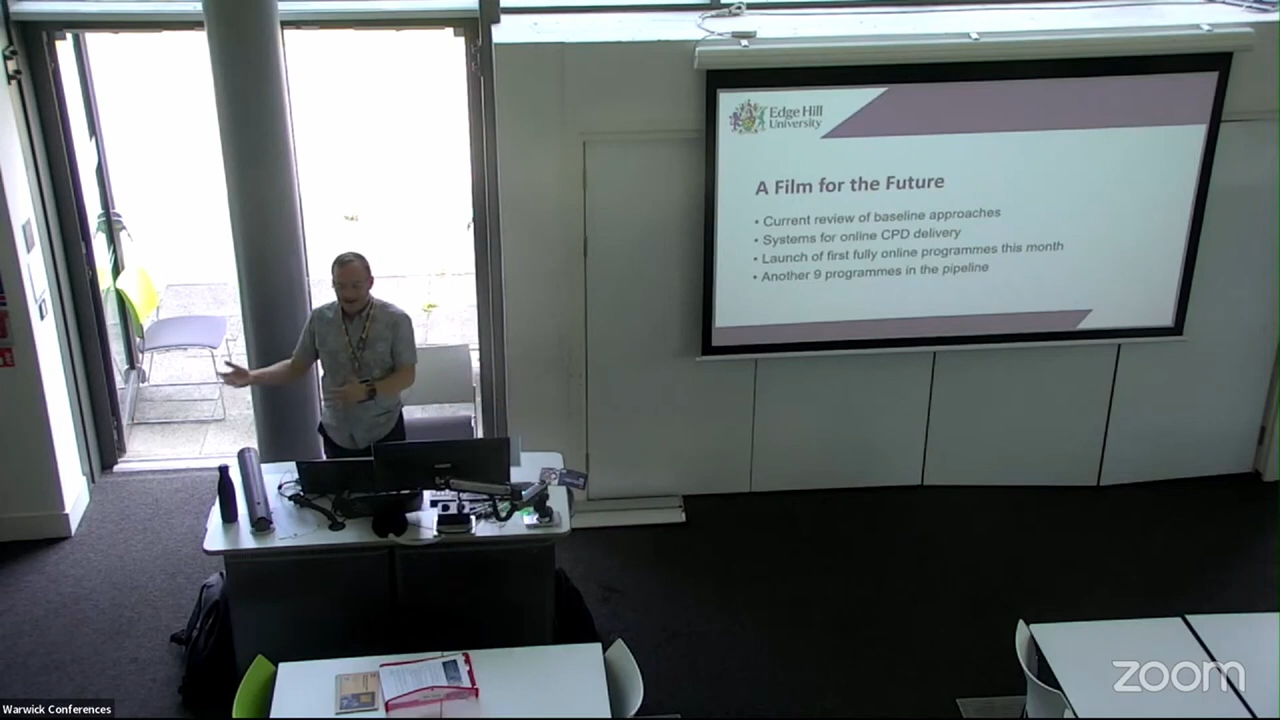 Edge Hill
University
A Film for the Future
• Current review of baseline approaches
• Systems for online CPD delivery
• Launch of first fully online programmes this month
• Another 9 programmes in the pipeline
zoom
Warwick Conferences